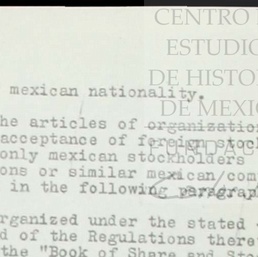 CENTRO
ESTUDIO
DE HISTO
DE MEXI
mexican nationality.
he articles of organization
acceptance of foreign stoc
only mexican stockholders
ons or similar mexican com
in the following paragrap
rganized under the stated
d of the Regulations there
the "Book of Share and Sto